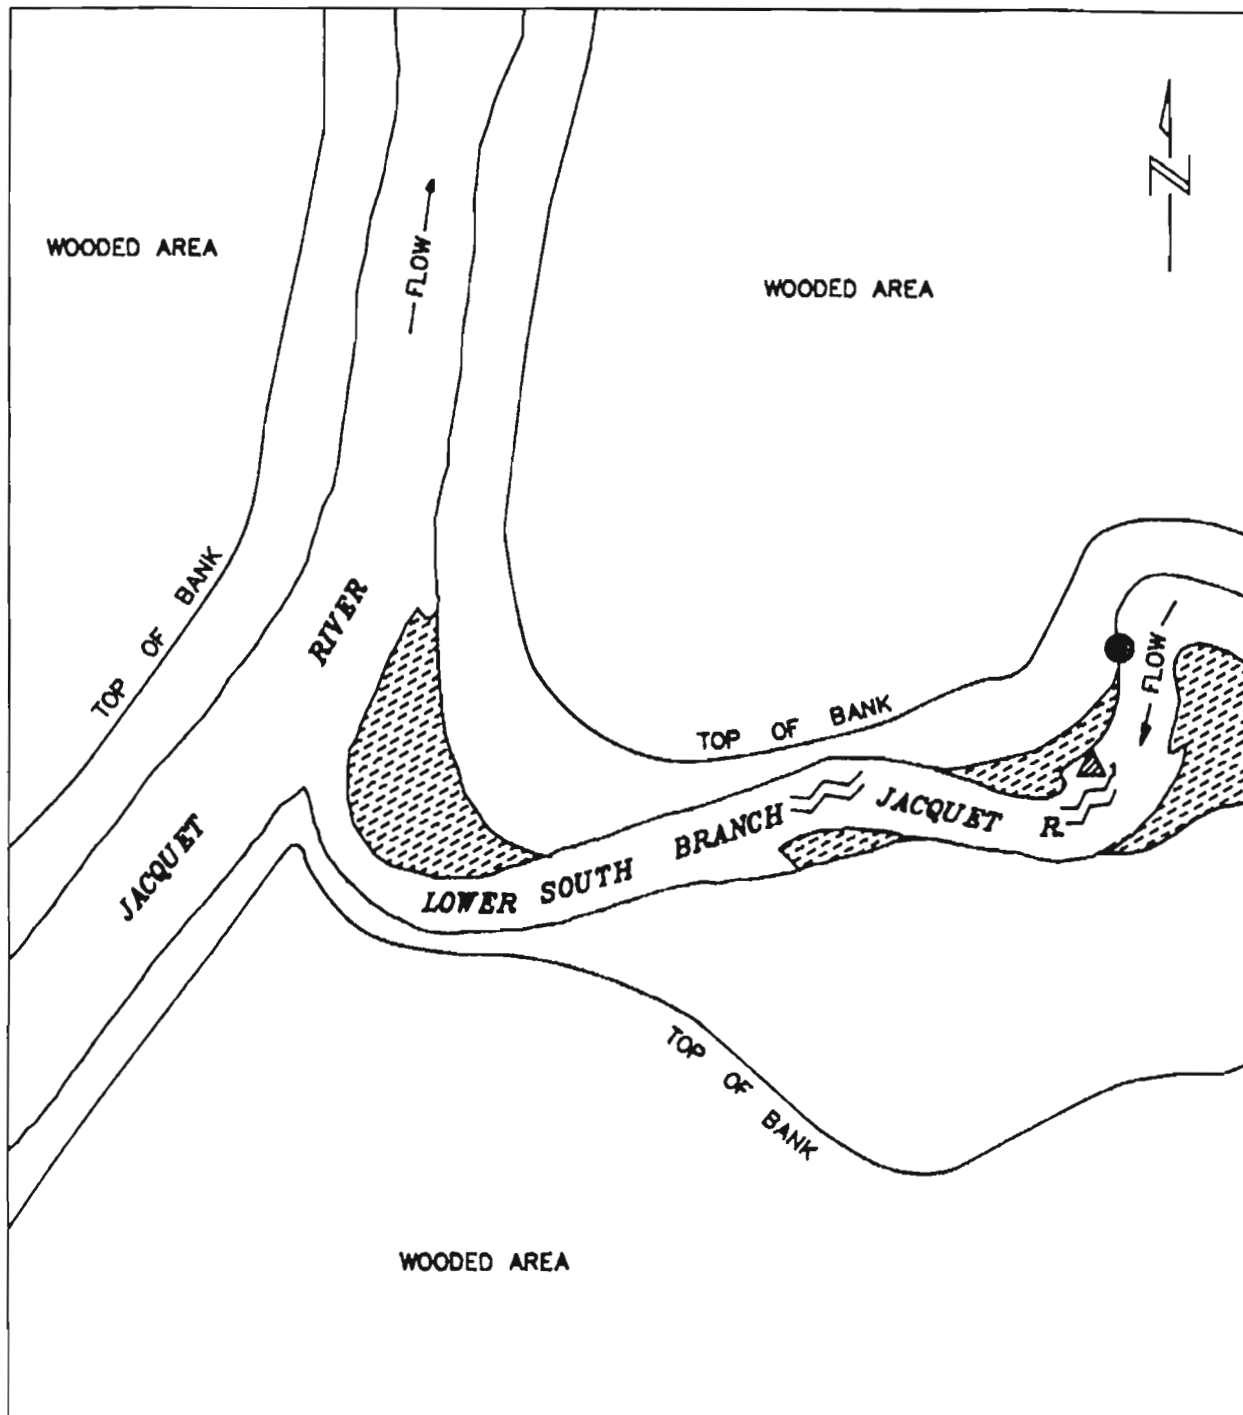 N
WOODED AREA
WOODED AREA
FLOW
TOP OF BANK
RIVER
FLOW
TOP OF BANK
JACQUET
LOWER SOUTH BRANCH JACQUET R.
TOP OF BANK
WOODED AREA